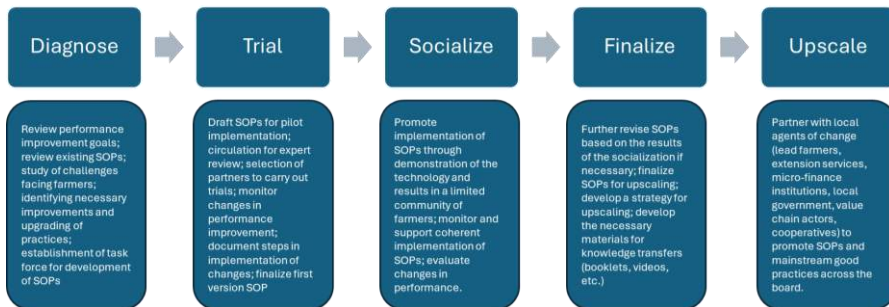 Diagnose
Trial
Socialize
Finalize
Upscale
Review performance
improvement goals;
review existing SOPs;
study of challenges
facing farmers;
identifying necessary
improvements and
upgrading of
practices;
establishment of task
force for development
of SOPs
Draft SOPs for pilot
implementation;
circulation for expert
review; selection of
partners to carry out
trials; monitor
changes in
performance
improvement;
document steps in
implementation of
changes; finalize first
version SOP
Promote
implementation of
SOPs through
demonstration of the
technology and
results in a limited
community of
farmers; monitor and
support coherent
implementation of
SOPs; evaluate
changes in
performance.
Further revise SOPs
based on the results
of the socialization if
necessary; finalize
SOPs for upscaling;
develop a strategy for
upscaling; develop
the necessary
materials for
knowledge transfers
(booklets, videos,
etc.)
Partner with local
agents of change
(lead farmers,
extension services,
micro-finance
institutions, local
government, value
chain actors,
cooperatives) to
promote SOPs and
mainstream good
practices across the
board.